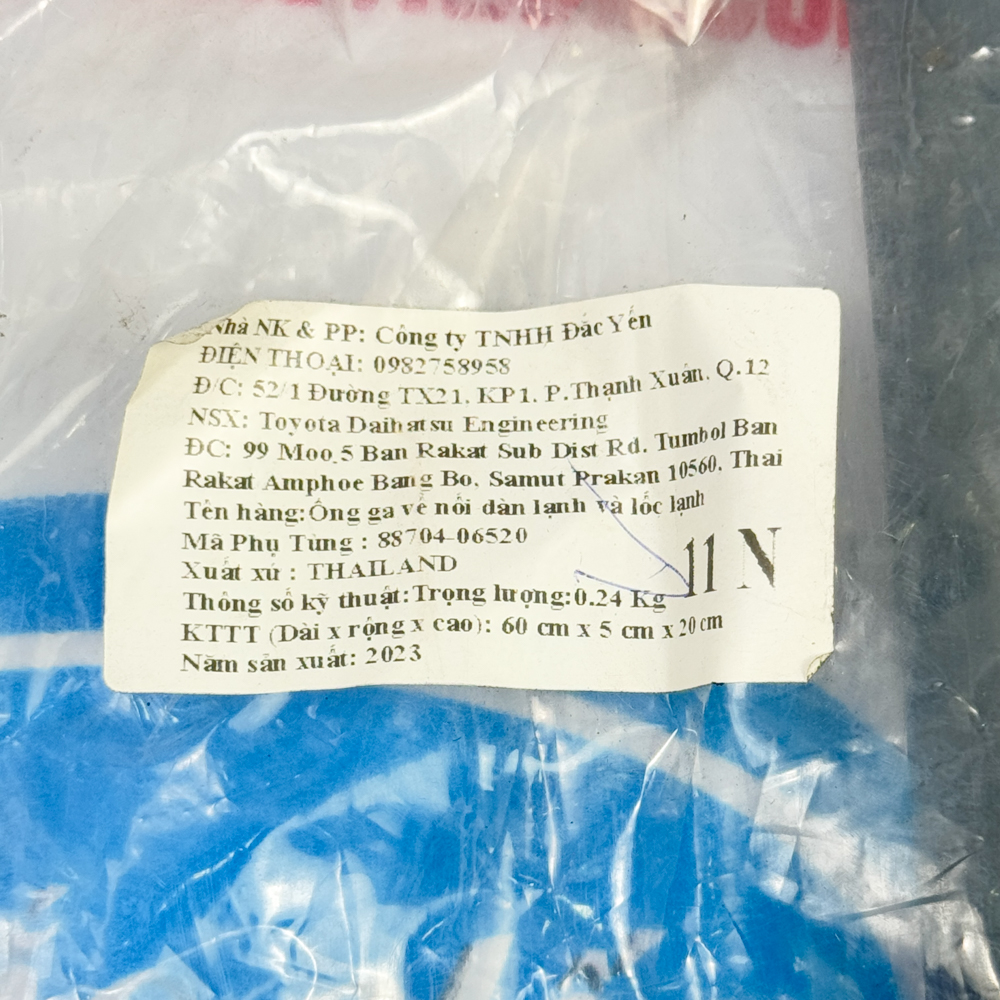 Nhà NK & PP: Công ty TNHH Đắc Yến
ĐIỆN THOẠI: 0982758958
Đ/C: 52/1 Đường TX21, KP1, P.Thạnh Xuân, Q.12
NSX: Toyota Daihatsu Engineering
ĐC: 99 Moo 5 Ban Rakat Sub Dist Rd. Tumbol Ban
Rakat Amphoe Bang Bo, Samut Prakan 10560. Thai
Tên hàng:Ống ga về nối dàn lạnh và lốc lạnh
Mã Phụ Tùng : 88704-06520
Xuất xứ : THAILAND
11 N
Thông số kỹ thuật:Trọng lượng:0.24 Kg
KTTT (Dài x rộng x cao): 60 cm x 5 cm x 20 cm
Năm sản xuất: 2023